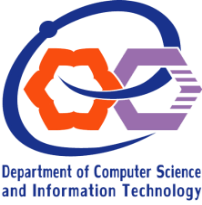 Department of Computer Science
and Information Technology